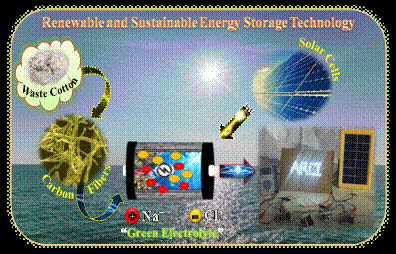 Renewable and Sustainable Energy Storage Technology
Solar Cells
Waste Cotton
Carbon Fibers
ARCI
+ Na+
- Cl-
"Green Electrolyte"